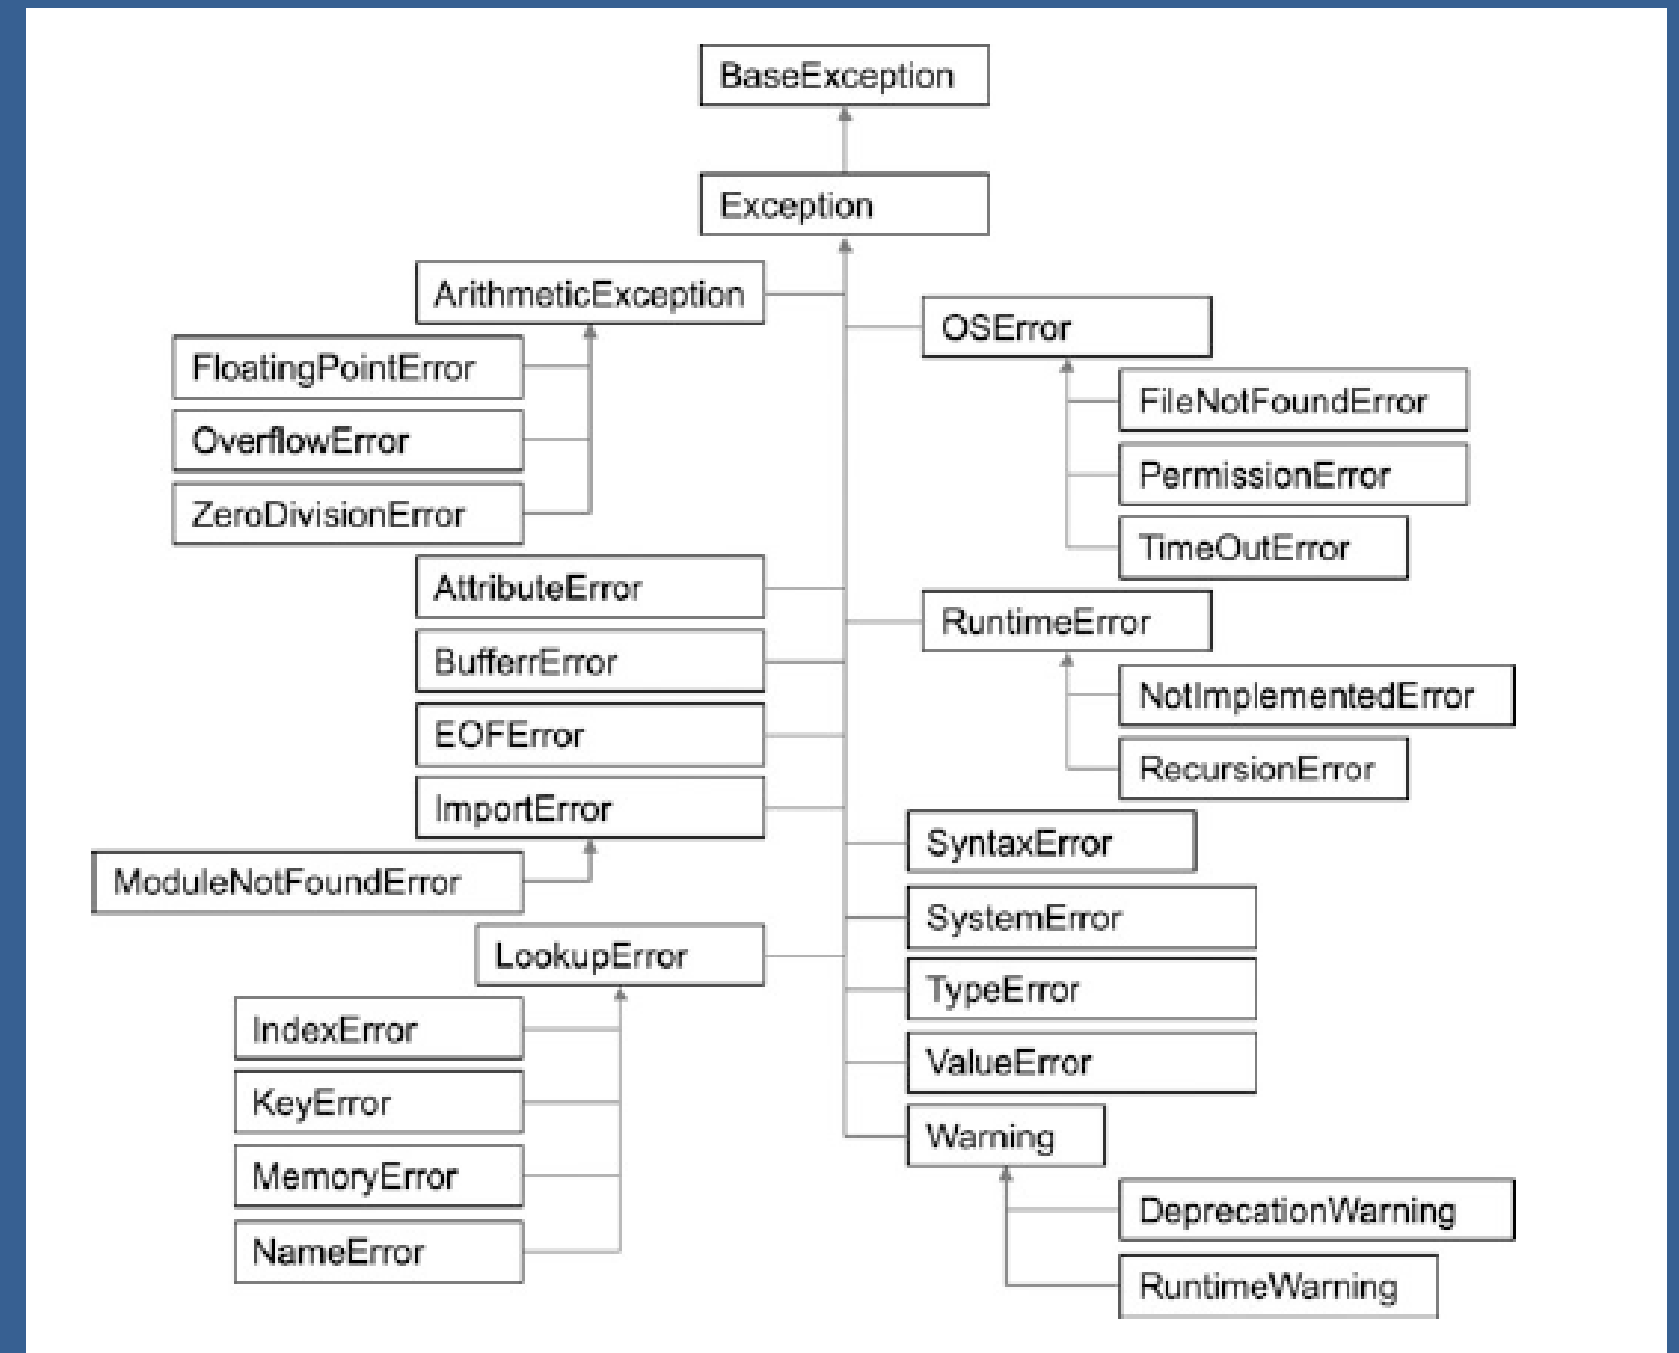 BaseException
Exception
ArithmeticException
FloatingPointError
OverflowError
ZeroDivisionError
AttributeError
BufferrError
EOFError
ImportError
ModuleNotFoundError
LookupError
IndexError
KeyError
MemoryError
NameError
OSError
FileNotFoundError
PermissionError
TimeOutError
RuntimeError
NotImplementedError
RecursionError
SyntaxError
SystemError
TypeError
ValueError
Warning
DeprecationWarning
RuntimeWarning